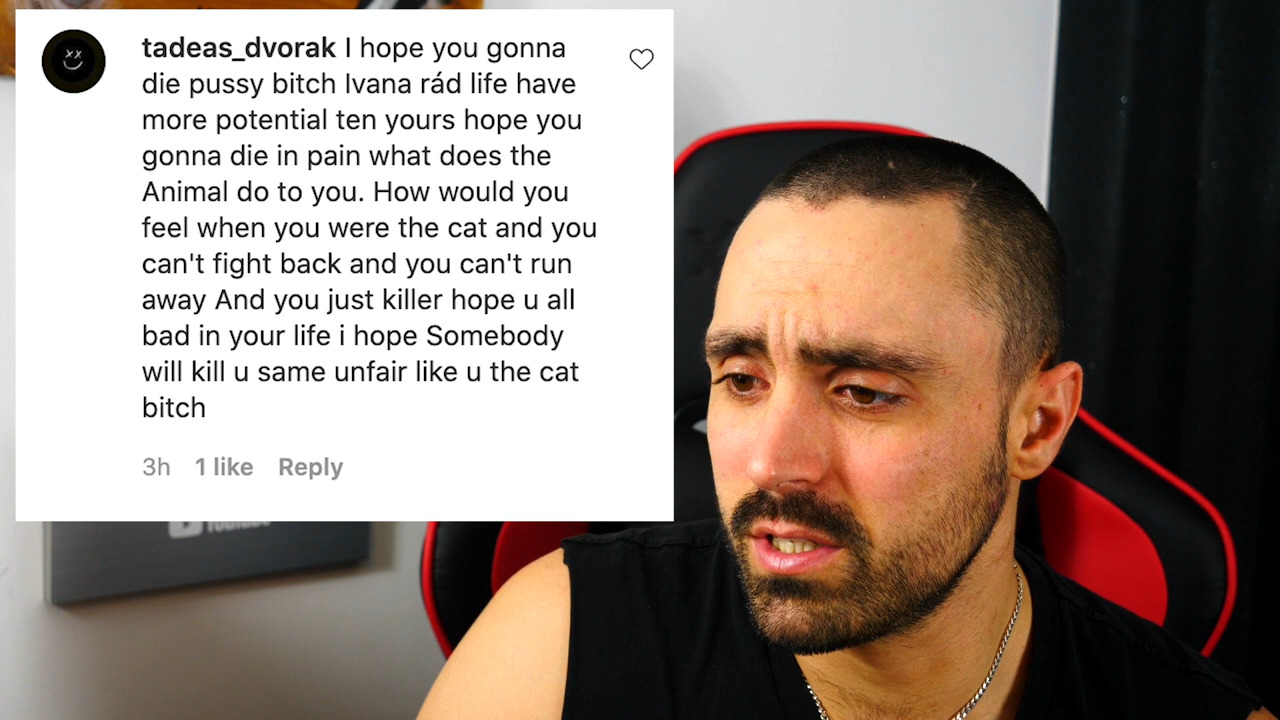 tadeas_dvorak I hope you gonna
die pussy bitch Ivana rád life have
more potential ten yours hope you
gonna die in pain what does the
Animal do to you. How would you
feel when you were the cat and you
can't fight back and you can't run
away And you just killer hope u all
bad in your life i hope Somebody
will kill u same unfair like u the cat
bitch
3h 1 like Reply
YouTube